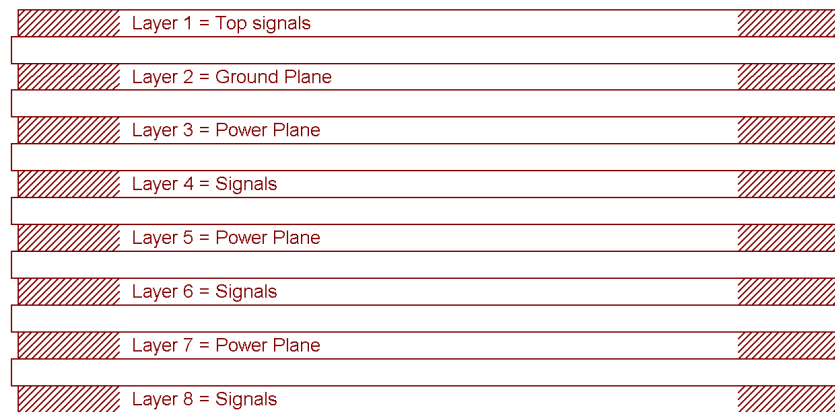 Layer 1 = Top signals
Layer 2 = Ground Plane
Layer 3 = Power Plane
Layer 4 = Signals
Layer 5 = Power Plane
Layer 6 = Signals
Layer 7 = Power Plane
Layer 8 = Signals